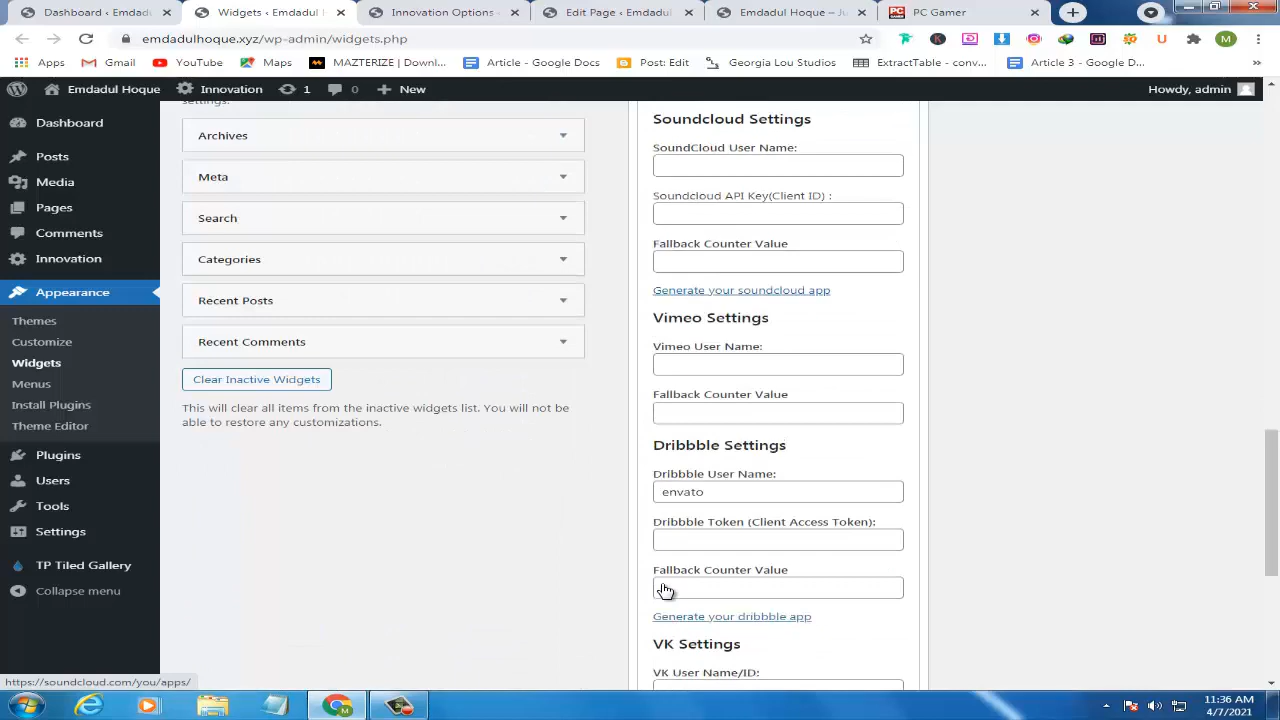 Dashboard ‹ Emdadu
Widgets ‹ Emdadul H
Innovation Options
Edit Page ‹ Emdadul
Emdadul Hoque – Ju
PC Gamer
emdadulhoque.xyz/wp-admin/widgets.php
M
Apps
Gmail
YouTube
Maps
MAZTERIZE | Downl...
Article - Google Docs
Post: Edit
Georgia Lou Studios
ExtractTable - conv...
Article 3 - Google D...
»
Emdadul Hoque
Innovation
1
0
New
Howdy, admin
Dashboard
Posts
Media
Pages
Comments
Innovation
Appearance
Themes
Customize
Widgets
Menus
Install Plugins
Theme Editor
Plugins
Users
Tools
Settings
TP Tiled Gallery
Collapse menu
settings.
Archives
Meta
Search
Categories
Recent Posts
Recent Comments
Clear Inactive Widgets
This will clear all items from the inactive widgets list. You will not be
able to restore any customizations.
Soundcloud Settings
SoundCloud User Name:
Soundcloud API Key(Client ID) :
Fallback Counter Value
Generate your soundcloud app
Vimeo Settings
Vimeo User Name:
Fallback Counter Value
Dribbble Settings
Dribbble User Name:
envato
Dribbble Token (Client Access Token):
Fallback Counter Value
Generate your dribbble app
VK Settings
VK User Name/ID:
https://soundcloud.com/you/apps/
11:36 AM
4/7/2021